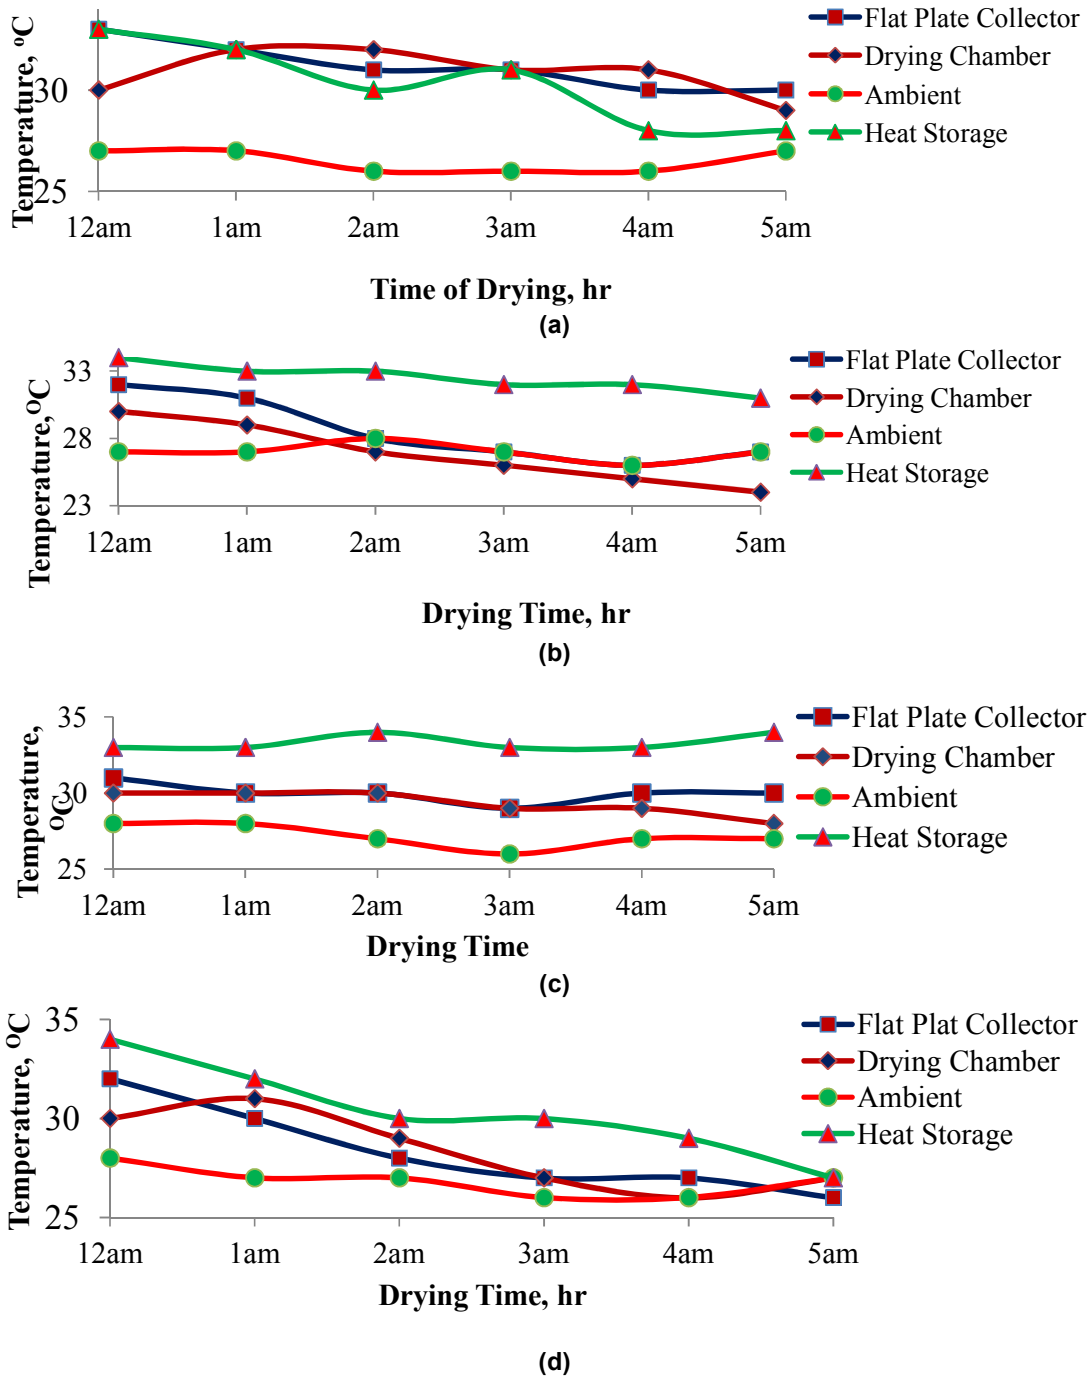 Temperature, ºC
30
25
12am 1am 2am 3am 4am 5am
Time of Drying, hr
Flat Plate Collector
Drying Chamber
Ambient
Heat Storage
(a)
Temperature,ºC
33
28
23
12am 1am 2am 3am 4am 5am
Drying Time, hr
Flat Plate Collector
Drying Chamber
Ambient
Heat Storage
(b)
Temperature,
ºC
35
30
25
12am 1am 2am 3am 4am 5am
Drying Time
Flat Plate Collector
Drying Chamber
Ambient
Heat Storage
(c)
Temperature, ºC
35
30
25
12am 1am 2am 3am 4am 5am
Drying Time, hr
Flat Plat Collector
Drying Chamber
Ambient
Heat Storage
(d)